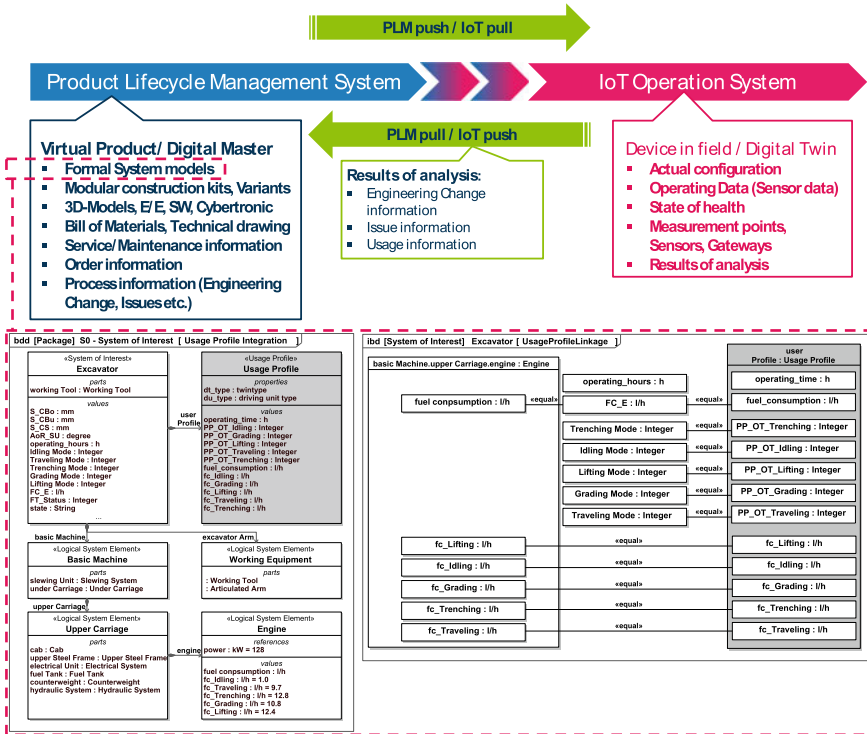 PLM push / IoT pull
Product Lifecycle Management System
IoT Operation System
PLM pull / IoT push
Virtual Product/ Digital Master
▪ Formal System models
▪ Modular construction kits, Variants
▪ 3D-Models, E/E, SW, Cybertronic
▪ Bill of Materials, Technical drawing
▪ Service/Maintenance information
▪ Order information
▪ Process information (Engineering
Change, Issues etc.)
Results of analysis:
▪ Engineering Change
information
▪ Issue information
▪ Usage information
Device in field / Digital Twin
▪ Actual configuration
▪ Operating Data (Sensor data)
▪ State of health
▪ Measurement points,
Sensors, Gateways
▪ Results of analysis
bdd [Package] S0 - System of Interest [ Usage Profile Integration ]
«System of Interest»
Excavator
parts
working Tool : Working Tool
values
S_CBo : mm
S_CBu : mm
S_CS : mm
AoR_SU : degree
operating_hours : h
Idling Mode : Integer
Traveling Mode : Integer
Trenching Mode : Integer
Grading Mode : Integer
Lifting Mode : Integer
FC_E : l/h
FT_Status : Integer
state : String
...
user
Profile
«Usage Profile»
Usage Profile
properties
dt_type : twintype
du_type : driving unit type
values
operating_time : h
PP_OT_Idling : Integer
PP_OT_Grading : Integer
PP_OT_Lifting : Integer
PP_OT_Traveling : Integer
PP_OT_Trenching : Integer
fuel_consumption : l/h
fc_Idling : l/h
fc_Grading : l/h
fc_Lifting : l/h
fc_Traveling : l/h
fc_Trenching : l/h
basic Machine
excavator Arm
«Logical System Element»
Basic Machine
parts
slewing Unit : Slewing System
under Carriage : Under Carriage
«Logical System Element»
Working Equipment
parts
: Working Tool
: Articulated Arm
upper Carriage
«Logical System Element»
Upper Carriage
parts
cab : Cab
upper Steel Frame : Upper Steel Frame
electrical Unit : Electrical System
fuel Tank : Fuel Tank
counterweight : Counterweight
hydraulic System : Hydraulic System
engine
«Logical System Element»
Engine
references
power : kW = 128
values
fuel conpsumption : l/h
fc_Idling : l/h = 1.0
fc_Traveling : l/h = 9.7
fc_Trenching : l/h = 12.8
fc_Grading : l/h = 10.8
fc_Lifting : l/h = 12.4
ibd [System of Interest] Excavator [ UsageProfileLinkage ]
basic Machine.upper Carriage.engine : Engine
user
Profile : Usage Profile
operating_hours : h
operating_time : h
fuel conpsumption : l/h
«equal»
FC_E : l/h
«equal»
fuel_consumption : l/h
Trenching Mode : Integer
«equal»
PP_OT_Trenching : Integer
Idling Mode : Integer
«equal»
PP_OT_Idling : Integer
Lifting Mode : Integer
«equal»
PP_OT_Lifting : Integer
Grading Mode : Integer
«equal»
PP_OT_Grading : Integer
Traveling Mode : Integer
«equal»
PP_OT_Traveling : Integer
fc_Lifting : l/h
«equal»
fc_Lifting : l/h
fc_Idling : l/h
«equal»
fc_Idling : l/h
fc_Grading : l/h
«equal»
fc_Grading : l/h
fc_Trenching : l/h
«equal»
fc_Trenching : l/h
fc_Traveling : l/h
«equal»
fc_Traveling : l/h